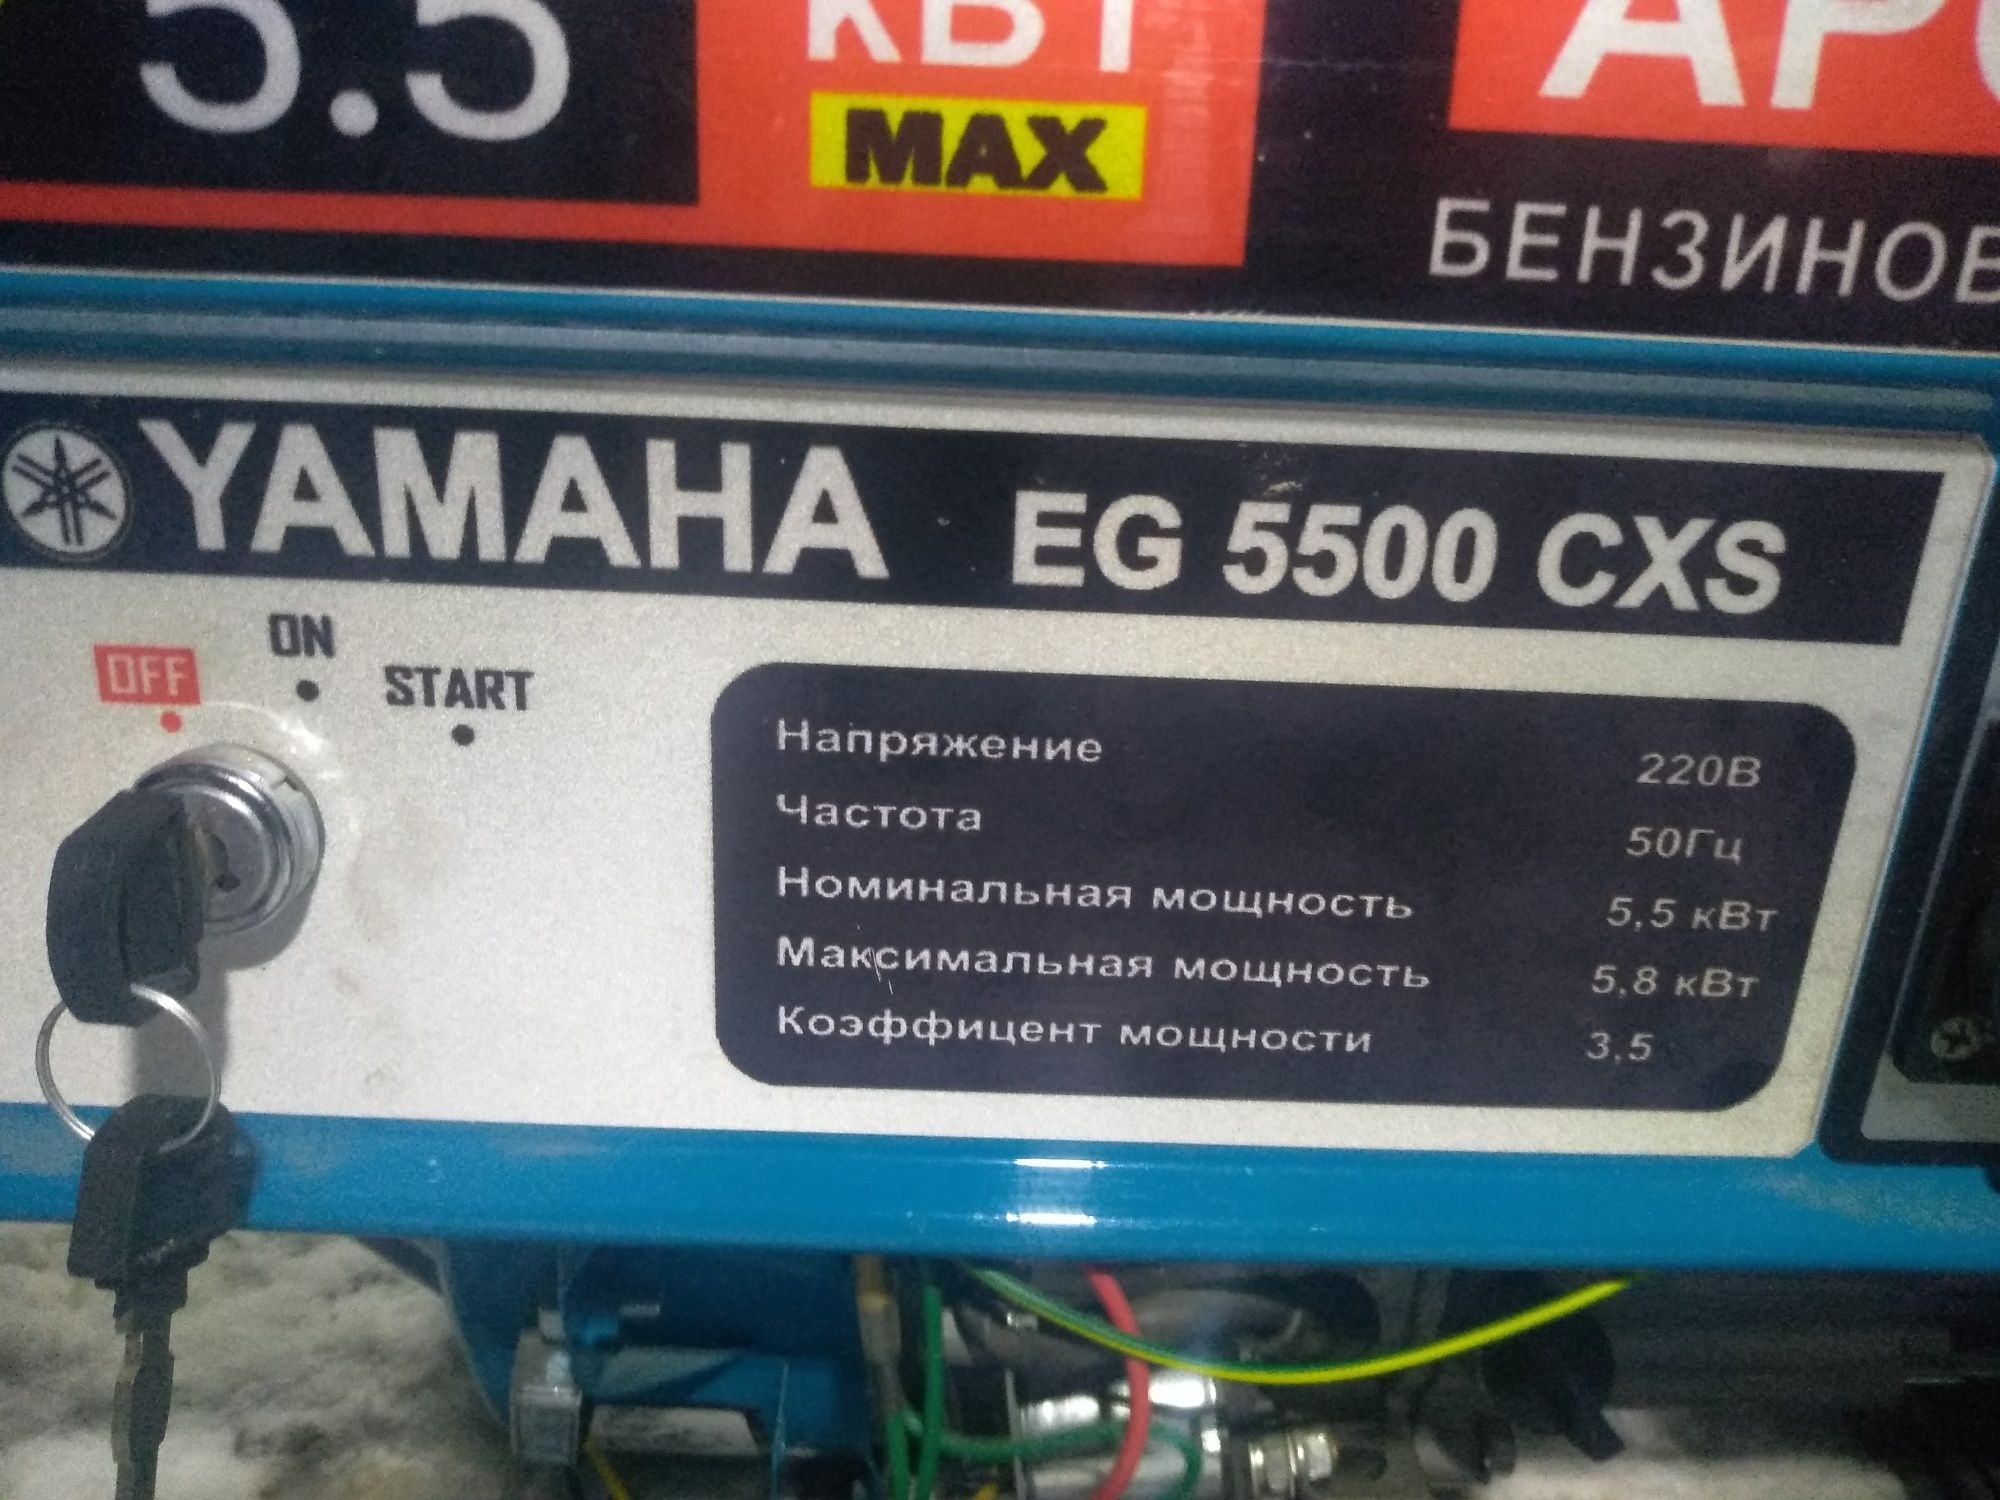 5.5 КВТ
MAX
БЕНЗИНОВ
YAMAHA EG 5500 CXS
OFF
ON
START
Напряжение 220В
Частота 50Гц
Номинальная мощность 5,5 кВт
Максимальная мощность 5,8 кВт
Коэффицент мощности 3,5